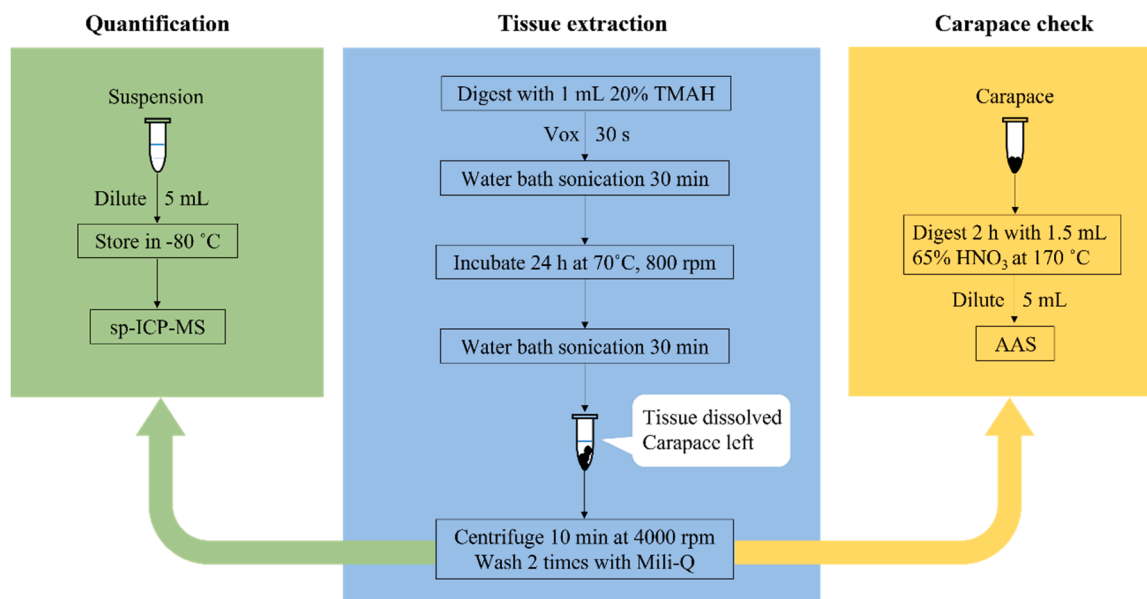 Quantification
Suspension
Dilute 5 mL
Store in -80 ˚C
sp-ICP-MS
Tissue extraction
Digest with 1 mL 20% TMAH
Vox 30 s
Water bath sonication 30 min
Incubate 24 h at 70˚C, 800 rpm
Water bath sonication 30 min
Tissue dissolved
Carapace left
Centrifuge 10 min at 4000 rpm
Wash 2 times with Mili-Q
Carapace check
Carapace
Digest 2 h with 1.5 mL
65% HNO₃ at 170 ˚C
Dilute 5 mL
AAS